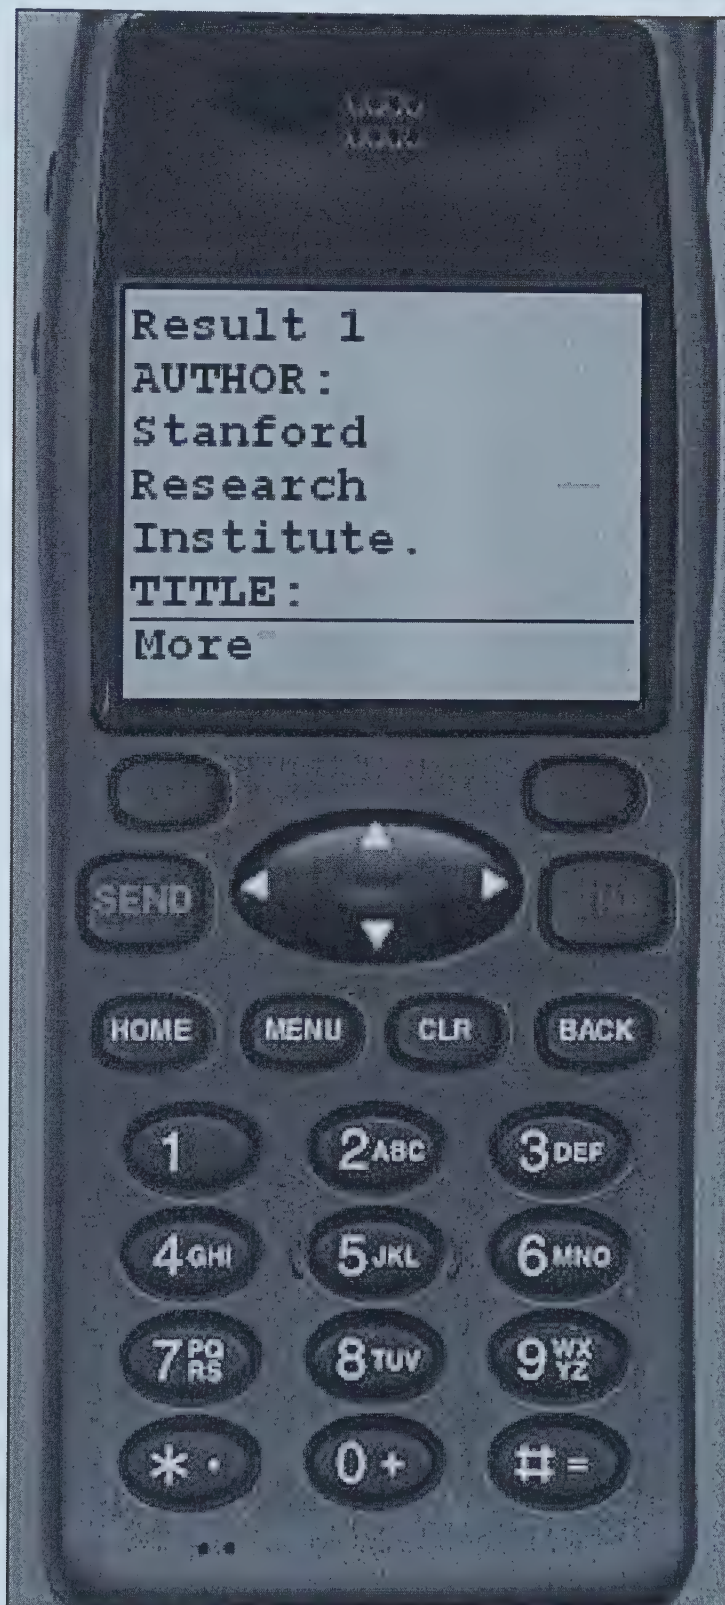 Result 1
AUTHOR:
Stanford
Research
Institute.
TITLE:
More
SEND
HOME MENU CLR BACK
1 2ABC 3DEF
4GHI 5JKL 6MNO
7PQRS 8TUV 9WXYZ
*· 0+ #=